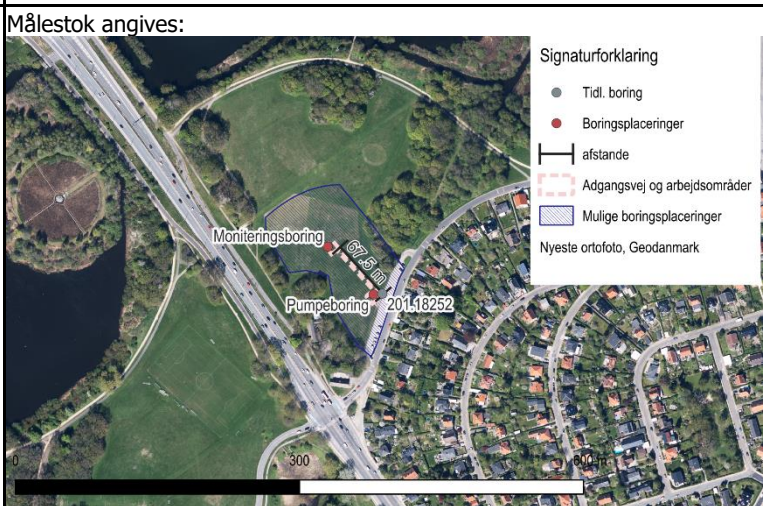 Målestok angives:
Signaturforklaring
Tidl. boring
Boringsplaceringer
afstande
Adgangsvej og arbejdsområder
Mulige boringsplaceringer
Nyeste ortofoto, Geodanmark
Moniteringsboring
67.5 m
Pumpeboring
201.18252
0 300 600 m